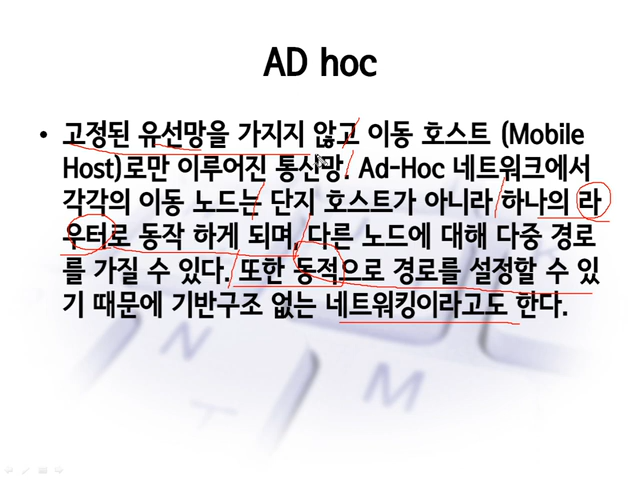 AD hoc
• 고정된 유선망을 가지지 않고 이동 호스트 (Mobile
Host)로만 이루어진 통신망. Ad-Hoc 네트워크에서
각각의 이동 노드는 단지 호스트가 아니라 하나의 라
우터로 동작 하게 되며, 다른 노드에 대해 다중 경로
를 가질 수 있다. 또한 동적으로 경로를 설정할 수 있
기 때문에 기반구조 없는 네트워킹이라고도 한다.
N
M